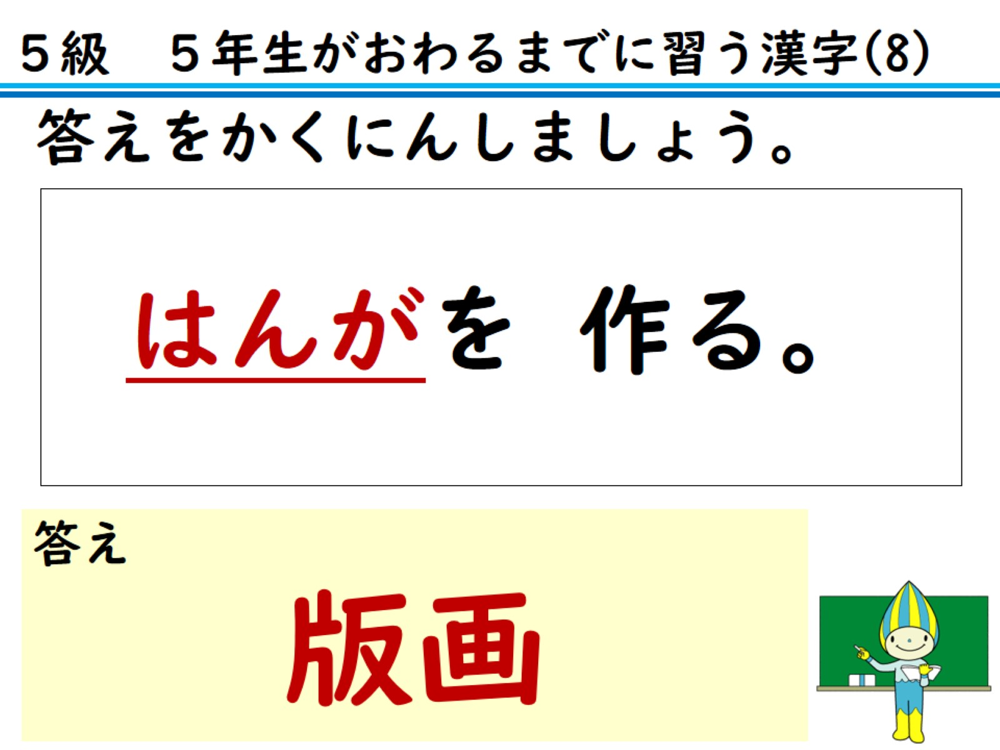 ５級　５年生がおわるまでに習う漢字(8)
答えをかくにんしましょう。
はんがを 作る。
答え
版画